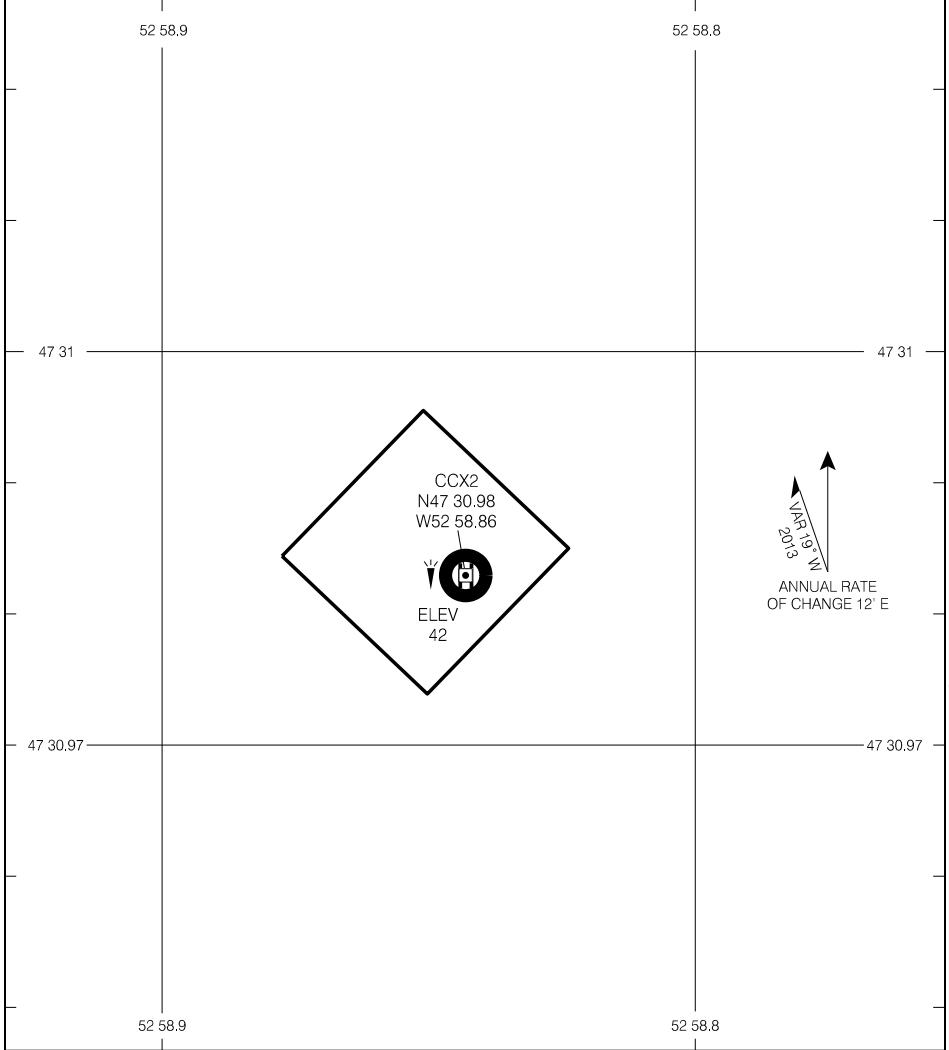 52 58.9
52 58.8
47 31
47 31
CCX2
N47 30.98
W52 58.86
VAR 19° W
2013
ANNUAL RATE
OF CHANGE 12' E
ELEV
42
47 30.97
47 30.97
52 58.9
52 58.8